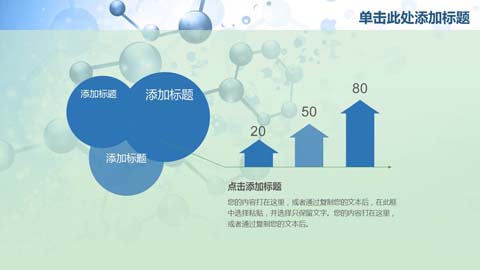 单击此处添加标题
添加标题
添加标题
添加标题
20
50
80
点击添加标题
您的内容打在这里，或者通过复制您的文本后，在此框
中选择粘贴，并选择只保留文字。您的内容打在这里，
或者通过复制您的文本后。